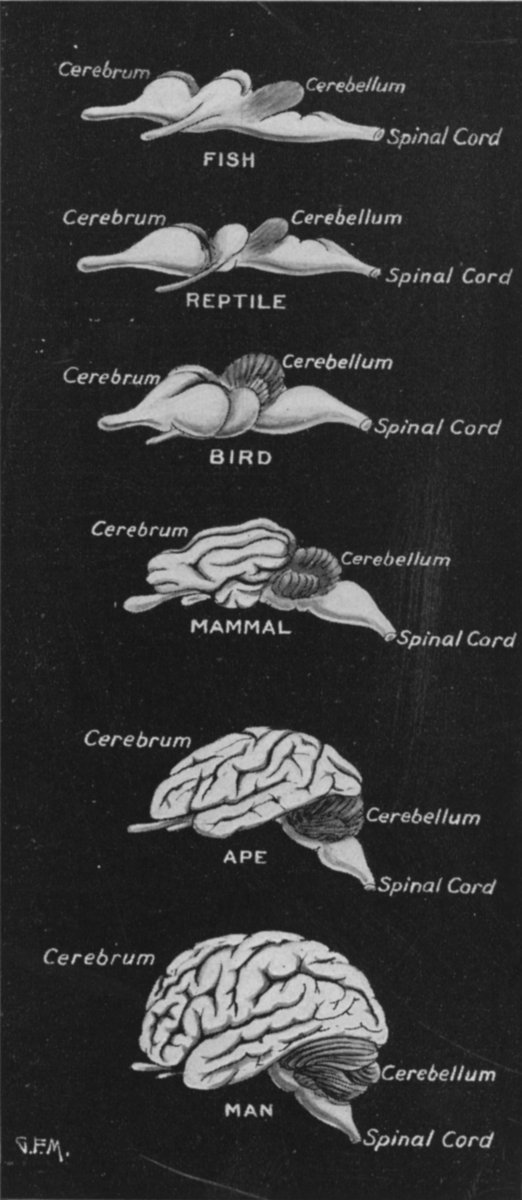 Cerebrum
Cerebellum
Spinal Cord
FISH
Cerebrum
Cerebellum
Spinal Cord
REPTILE
Cerebellum
Cerebrum
Spinal Cord
BIRD
Cerebrum
Cerebellum
MAMMAL
Spinal Cord
Cerebrum
Cerebellum
APE
Spinal Cord
Cerebrum
Cerebellum
MAN
Spinal Cord
G.F.M.